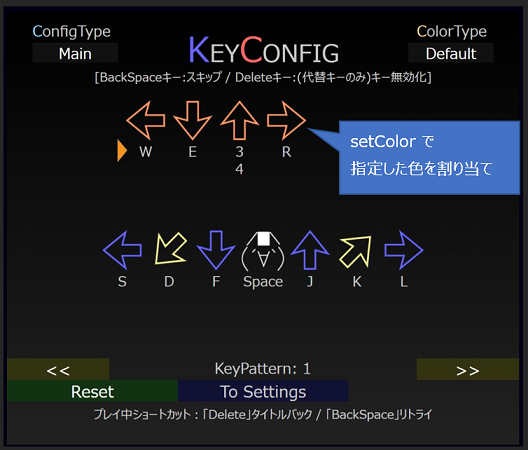 ConfigType
Main
KEYCONFIG
ColorType
Default
[BackSpaceキー:スキップ / Deleteキー:(代替キーのみ)キー無効化]
W E 3 R
4
setColor で
指定した色を割り当て
S D F Space J K L
<< KeyPattern: 1 >>
Reset To Settings
プレイ中ショートカット：「Delete」タイトルバック / 「BackSpace」リトライ